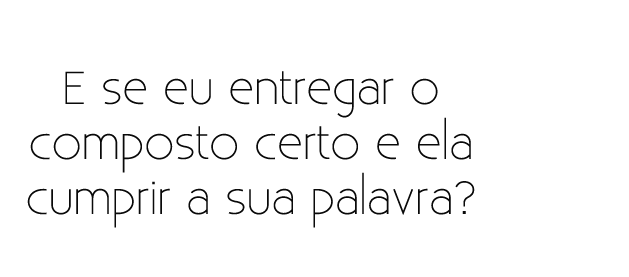 E se eu entregar o
composto certo e ela
cumprir a sua palavra?